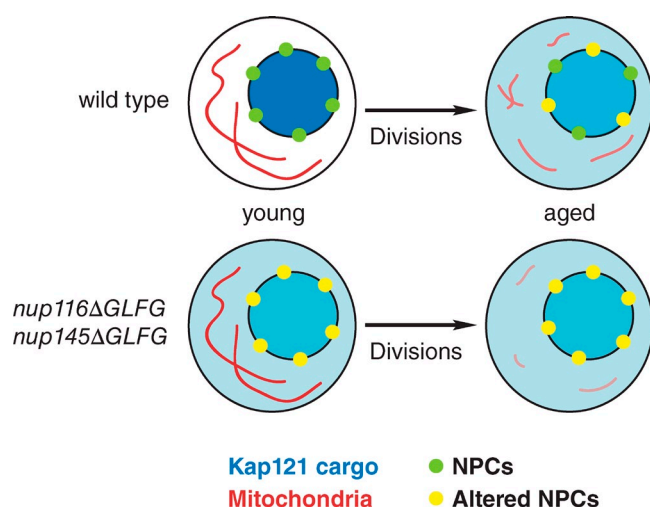 wild type
Divisions
young
aged
nup116ΔGLFG
nup145ΔGLFG
Divisions
Kap121 cargo
NPCs
Mitochondria
Altered NPCs